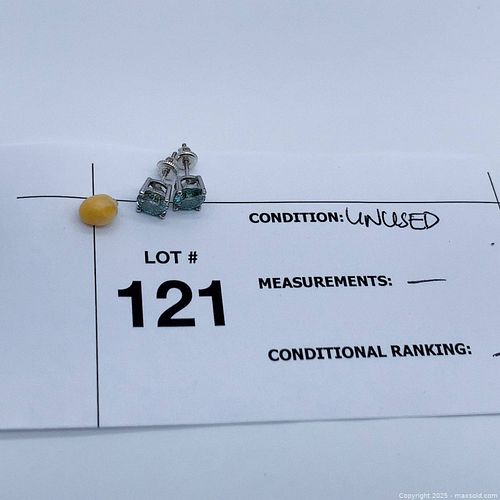 CONDITION: UNUSED
LOT #
121
MEASUREMENTS: —
CONDITIONAL RANKING:
Copyright 2025 - maxsold.com